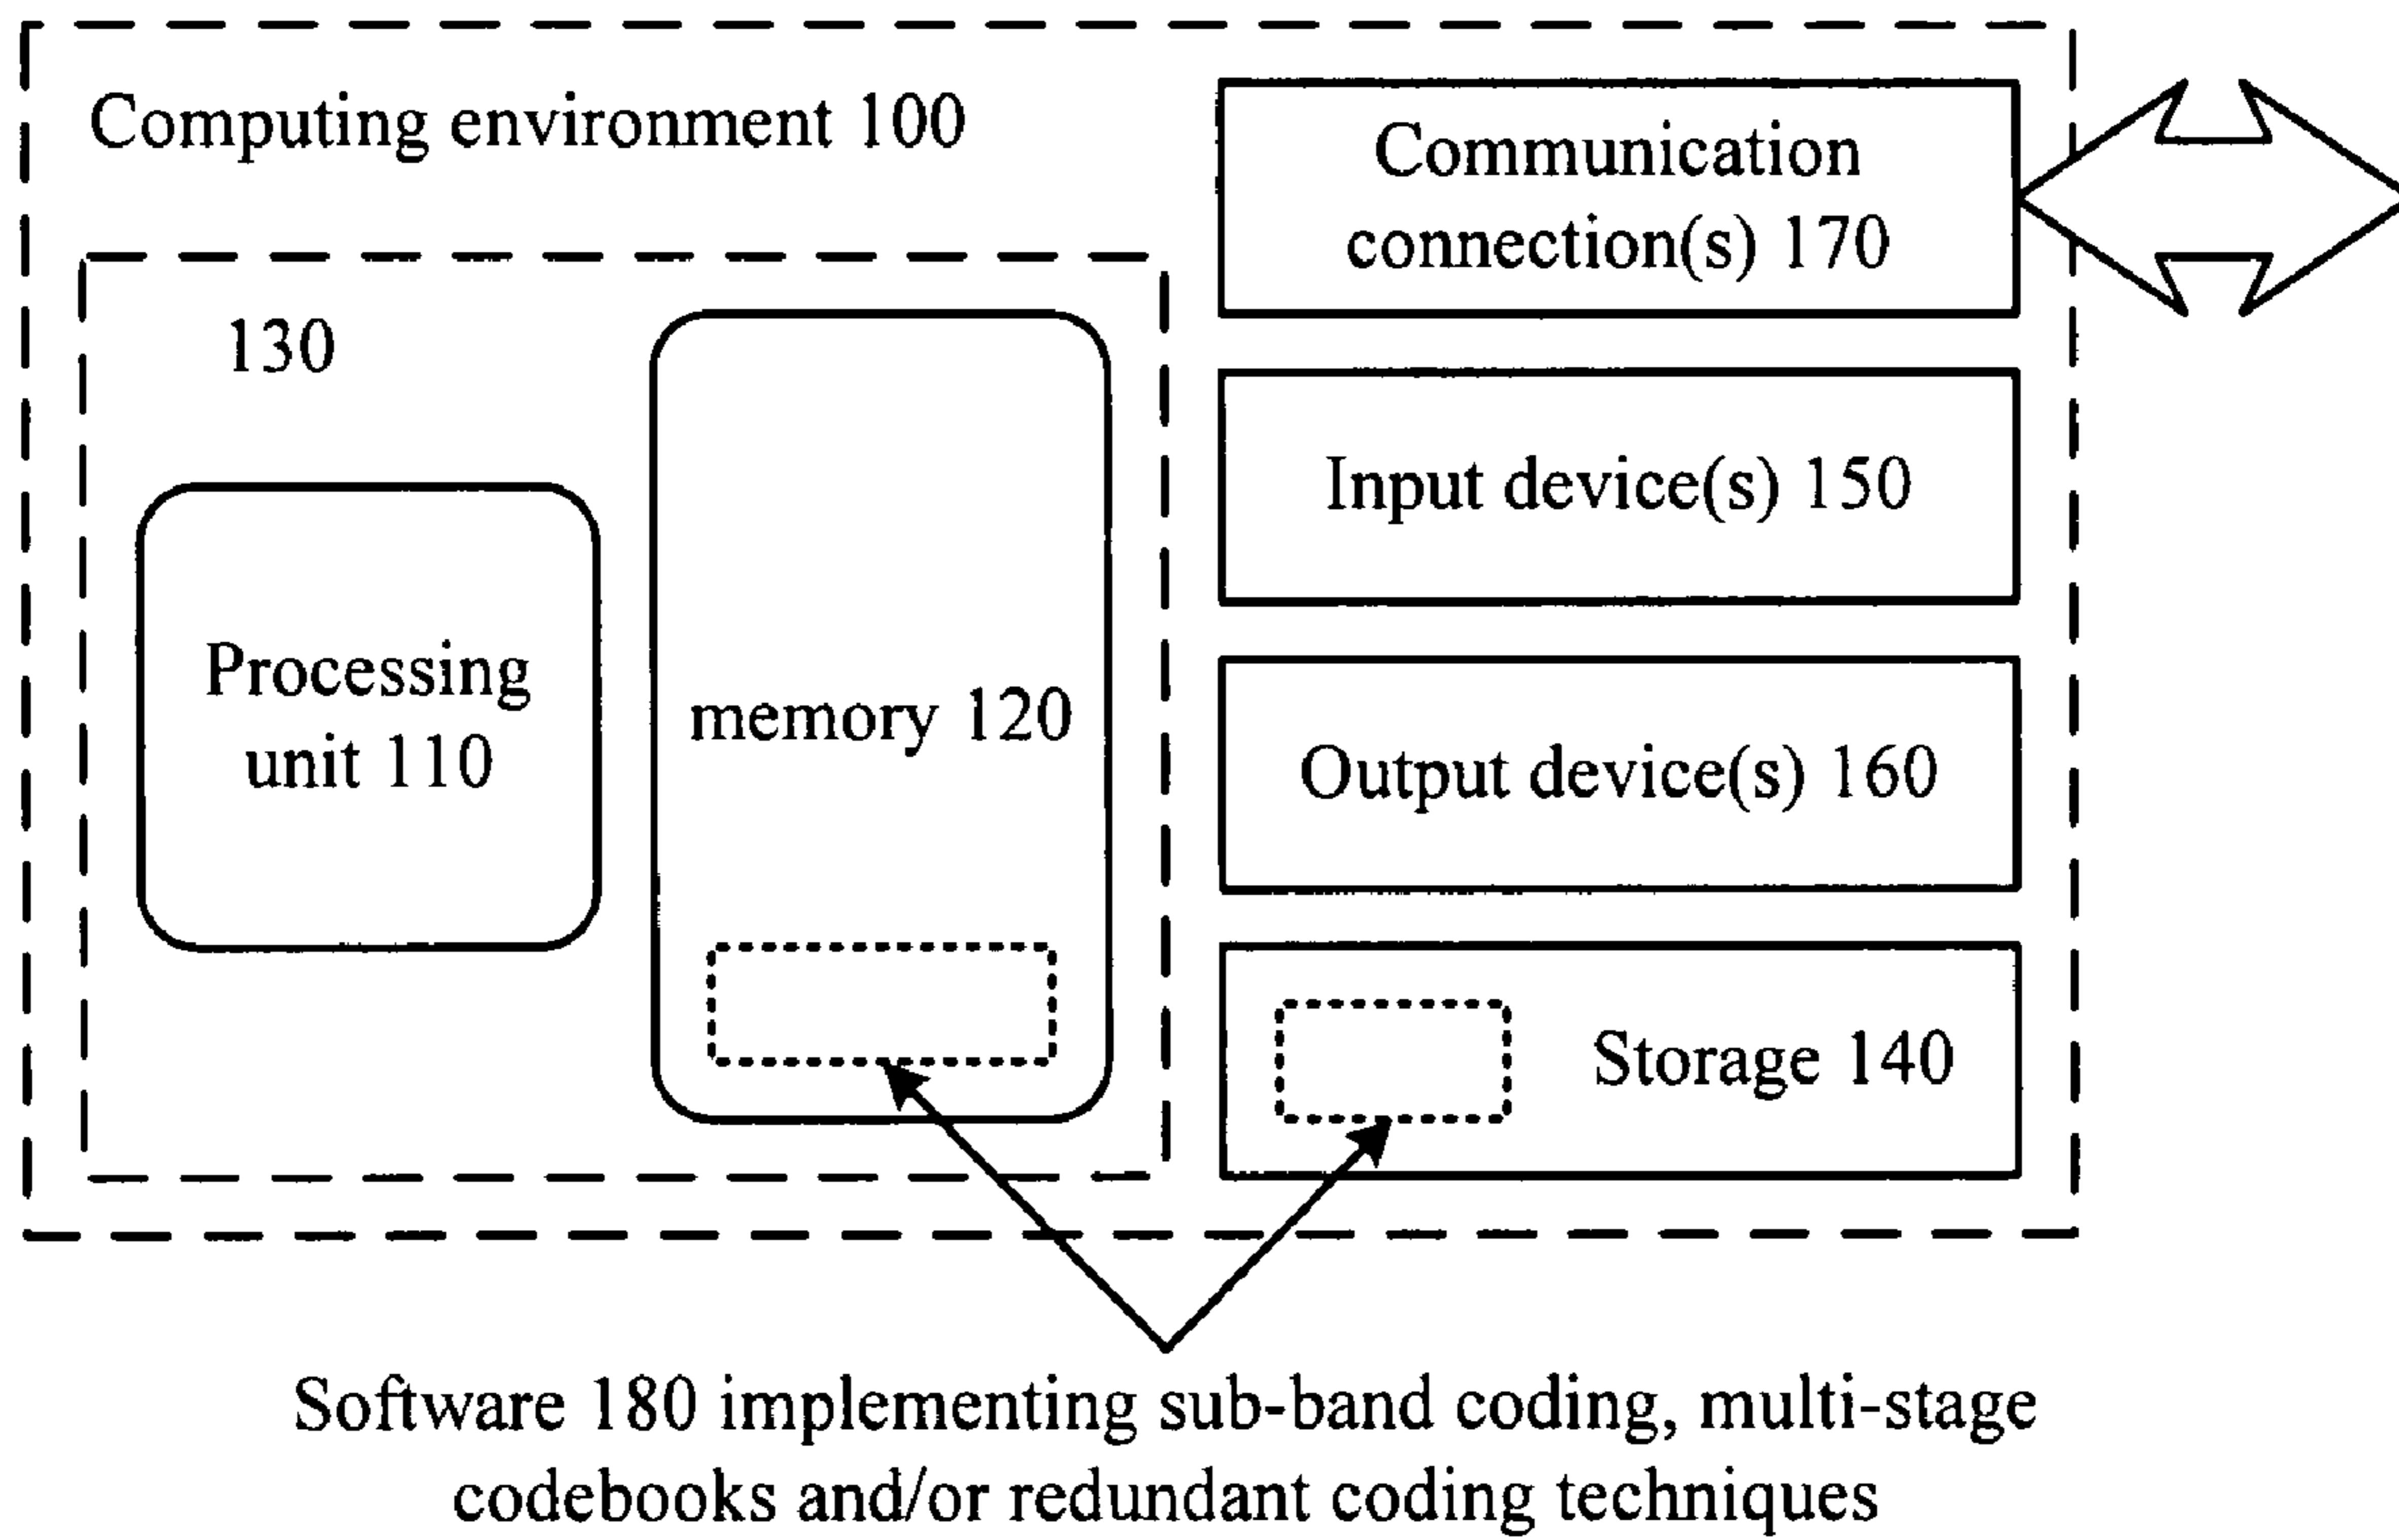 Computing environment 100
130
Processing
unit 110
memory 120
Communication
connection(s) 170
Input device(s) 150
Output device(s) 160
Storage 140
Software 180 implementing sub-band coding, multi-stage
codebooks and/or redundant coding techniques